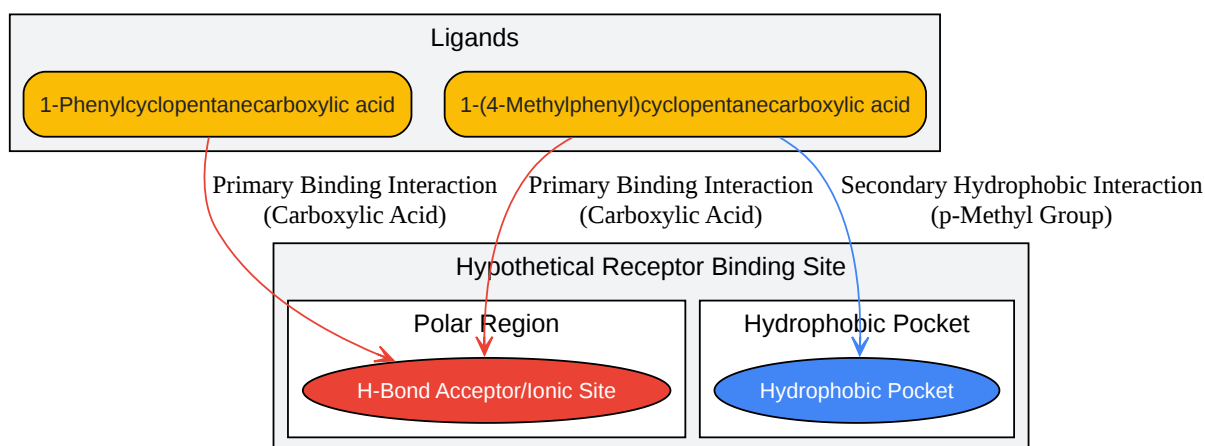 Ligands
1-Phenylcyclopentanecarboxylic acid
1-(4-Methylphenyl)cyclopentanecarboxylic acid
Primary Binding Interaction
(Carboxylic Acid)
Primary Binding Interaction
(Carboxylic Acid)
Secondary Hydrophobic Interaction
(p-Methyl Group)
Hypothetical Receptor Binding Site
Polar Region
H-Bond Acceptor/Ionic Site
Hydrophobic Pocket
Hydrophobic Pocket